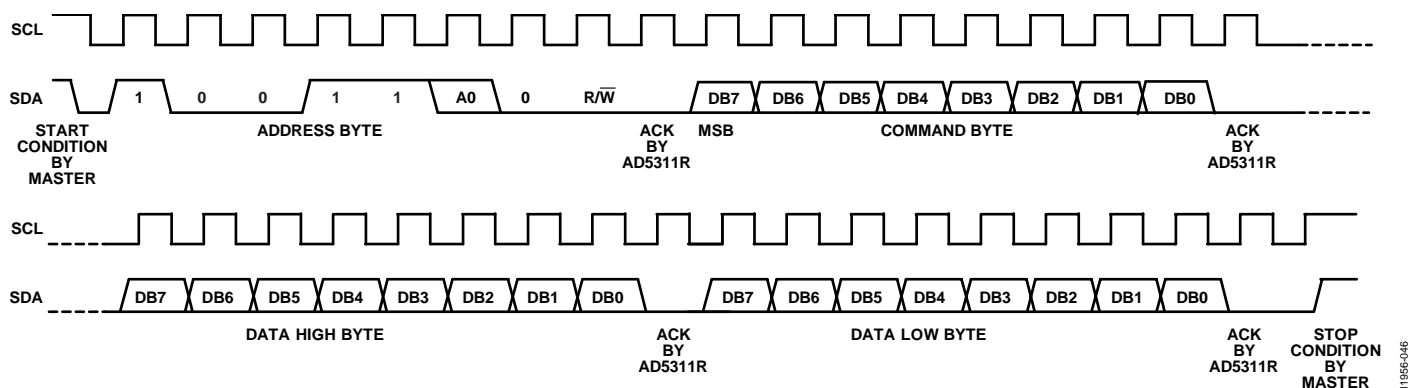 SCL
SDA 1 0 0 1 1 A0 0 R/W̅ DB7 DB6 DB5 DB4 DB3 DB2 DB1 DB0
START CONDITION BY MASTER
ADDRESS BYTE
ACK BY AD5311R
MSB
COMMAND BYTE
ACK BY AD5311R
SCL
SDA DB7 DB6 DB5 DB4 DB3 DB2 DB1 DB0 DB7 DB6 DB5 DB4 DB3 DB2 DB1 DB0
DATA HIGH BYTE
ACK BY AD5311R
DATA LOW BYTE
ACK BY AD5311R
STOP CONDITION BY MASTER
11956-046